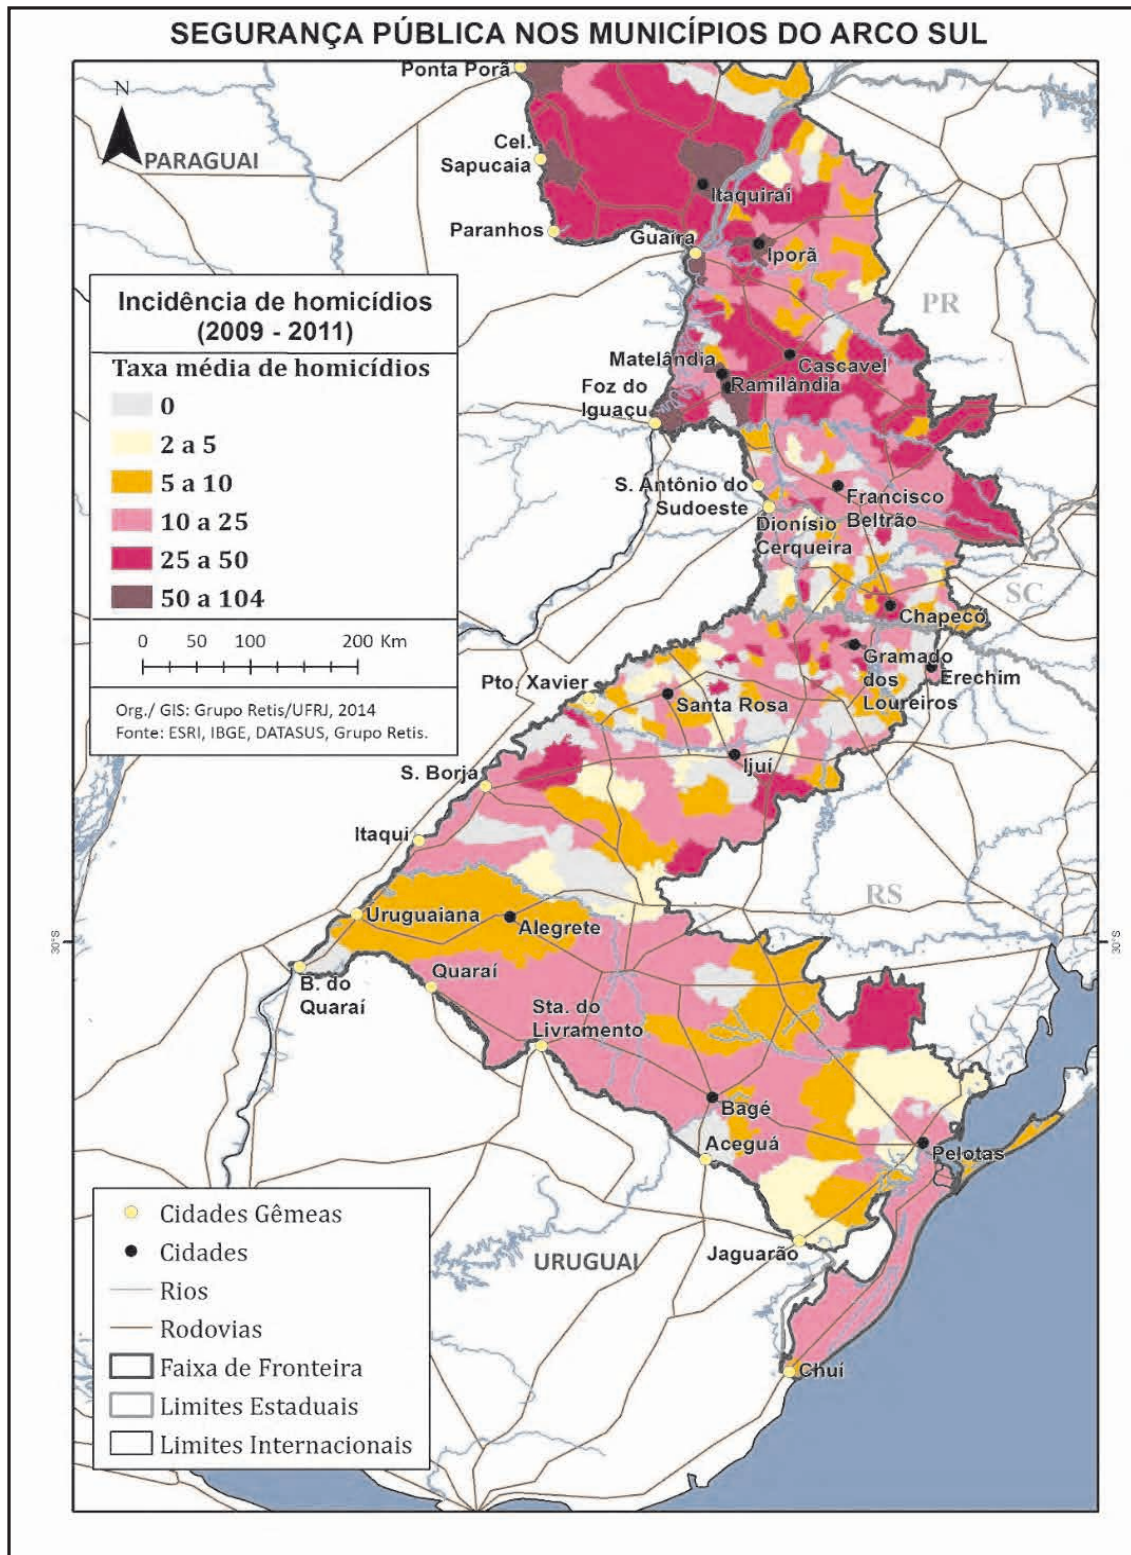 SEGURANÇA PÚBLICA NOS MUNICÍPIOS DO ARCO SUL
Ponta Porã
N
PARAGUAI
Cel.
Sapucaia
Itaquiraí
Paranhos
Guaíra
Iporã
PR
Incidência de homicídios
(2009 - 2011)
Taxa média de homicídios
0
2 a 5
5 a 10
10 a 25
25 a 50
50 a 104
0 50 100 200 Km
Org./ GIS: Grupo Retis/UFRJ, 2014
Fonte: ESRI, IBGE, DATASUS, Grupo Retis.
Matelândia
Cascavel
Ramilândia
Foz do
Iguaçu
S. Antônio do
Sudoeste
Francisco
Beltrão
Dionísio
Cerqueira
SC
Chapecó
Gramado
dos
Loureiros
Erechim
Pto. Xavier
Santa Rosa
Ijuí
S. Borja
Itaqui
RS
Uruguaiana
Alegrete
30°S
30°S
B. do
Quaraí
Quaraí
Sta. do
Livramento
Bagé
Aceguá
Pelotas
Jaguarão
URUGUAI
Chuí
Cidades Gêmeas
Cidades
Rios
Rodovias
Faixa de Fronteira
Limites Estaduais
Limites Internacionais